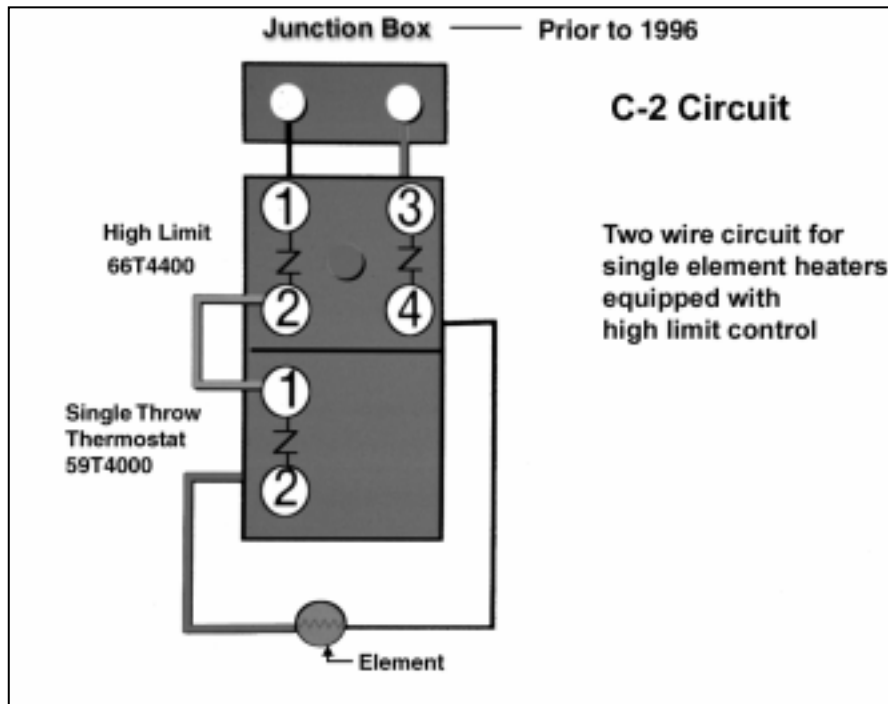 Junction Box —— Prior to 1996
C-2 Circuit
1 3
High Limit
66T4400
2 4
Two wire circuit for
single element heaters
equipped with
high limit control
1
Single Throw
Thermostat
59T4000
2
Element